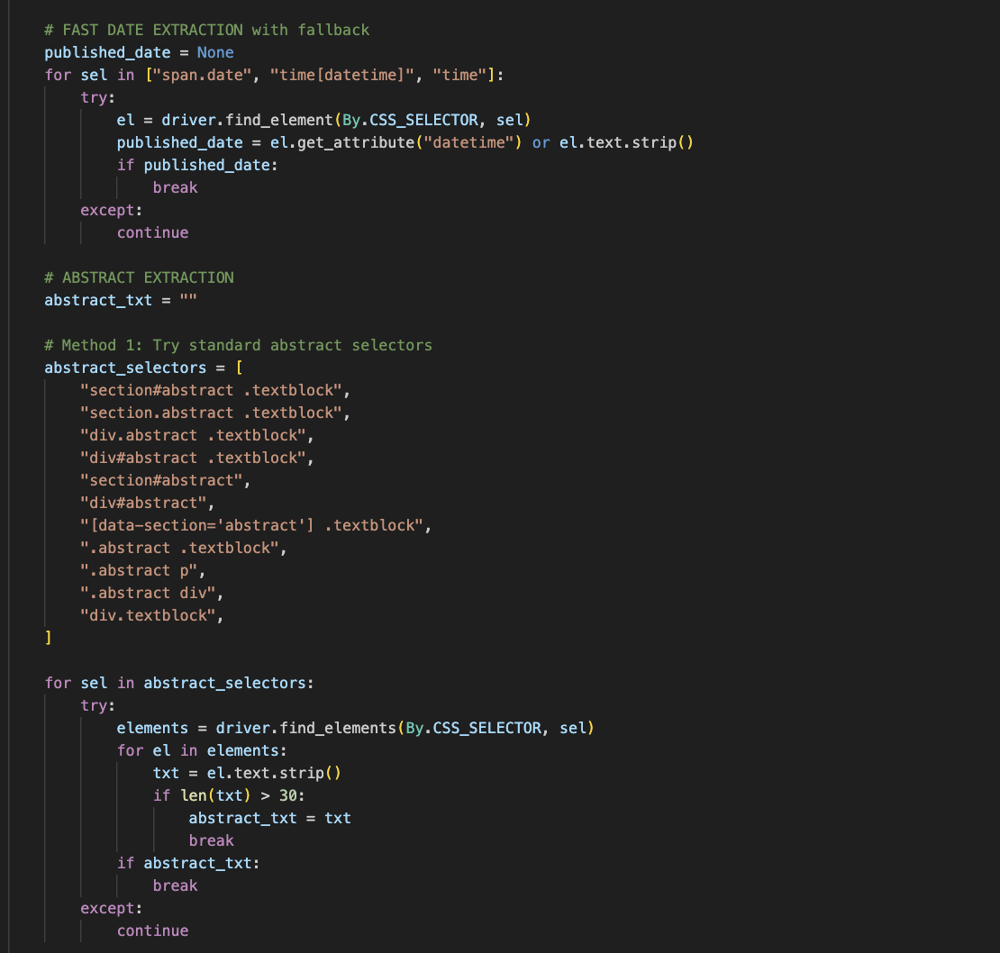 # FAST DATE EXTRACTION with fallback
published_date = None
for sel in ["span.date", "time[datetime]", "time"]:
    try:
        el = driver.find_element(By.CSS_SELECTOR, sel)
        published_date = el.get_attribute("datetime") or el.text.strip()
        if published_date:
            break
    except:
        continue

# ABSTRACT EXTRACTION
abstract_txt = ""

# Method 1: Try standard abstract selectors
abstract_selectors = [
    "section#abstract .textblock",
    "section.abstract .textblock",
    "div.abstract .textblock",
    "div#abstract .textblock",
    "section#abstract",
    "div#abstract",
    "[data-section='abstract'] .textblock",
    ".abstract .textblock",
    ".abstract p",
    ".abstract div",
    "div.textblock",
]

for sel in abstract_selectors:
    try:
        elements = driver.find_elements(By.CSS_SELECTOR, sel)
        for el in elements:
            txt = el.text.strip()
            if len(txt) > 30:
                abstract_txt = txt
                break
        if abstract_txt:
            break
    except:
        continue